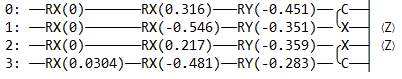 0: ──RX(0)───────RX(0.316)──RY(-0.451)─╭C─┤
1: ──RX(0)───────RX(-0.546)─RY(-0.351)─╰X─┤ ⟨Z⟩
2: ──RX(0)───────RX(0.217)──RY(-0.359)─╭X─┤ ⟨Z⟩
3: ──RX(0.0304)──RX(-0.481)─RY(-0.283)─╰C─┤